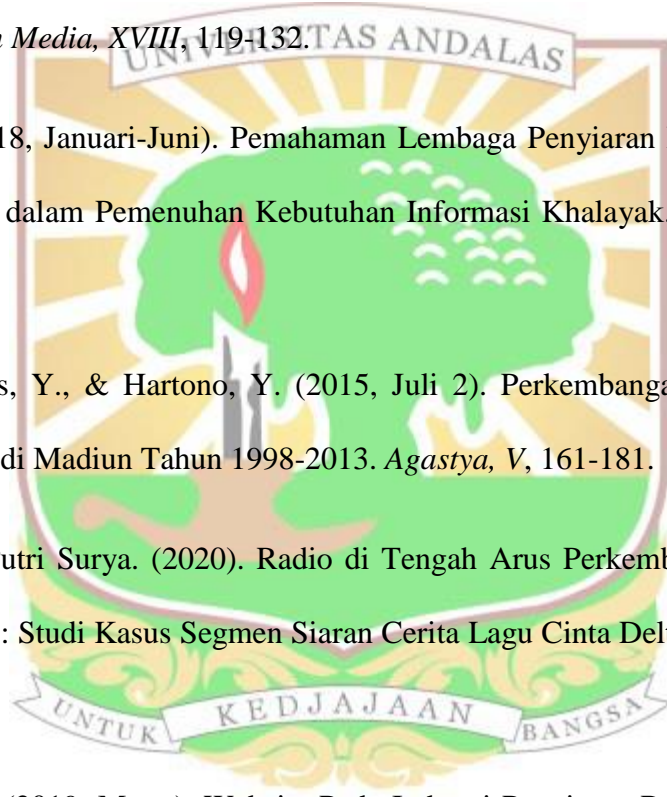 n Media, XVIII, 119-132.
UNIVERSITAS ANDALAS
18, Januari-Juni). Pemahaman Lembaga Penyiaran
dalam Pemenuhan Kebutuhan Informasi Khalayak.
s, Y., & Hartono, Y. (2015, Juli 2). Perkembanga
di Madiun Tahun 1998-2013. Agastya, V, 161-181.
utri Surya. (2020). Radio di Tengah Arus Perkemb
: Studi Kasus Segmen Siaran Cerita Lagu Cinta Del
UNTUK KEDJAJAAN BANGSA